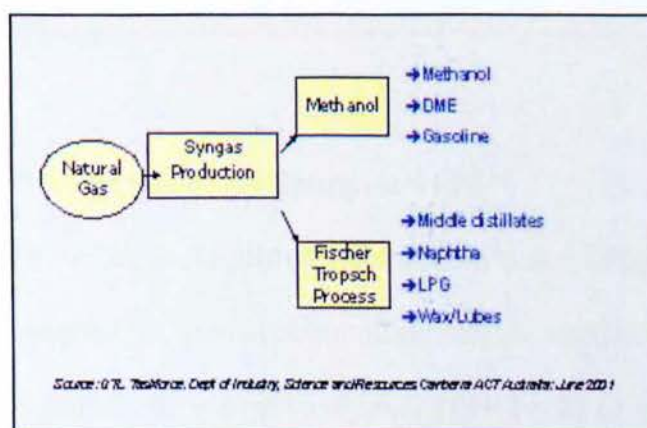 Natural
Gas
Syngas
Production
Methanol
→Methanol
→DME
→Gasoline
Fischer
Tropsch
Process
→Middle distillates
→Naphtha
→LPG
→Wax/Lubes
Source: GTL Taskforce, Dept of Industry, Science and Resources Canberra ACT Australia: June 2001